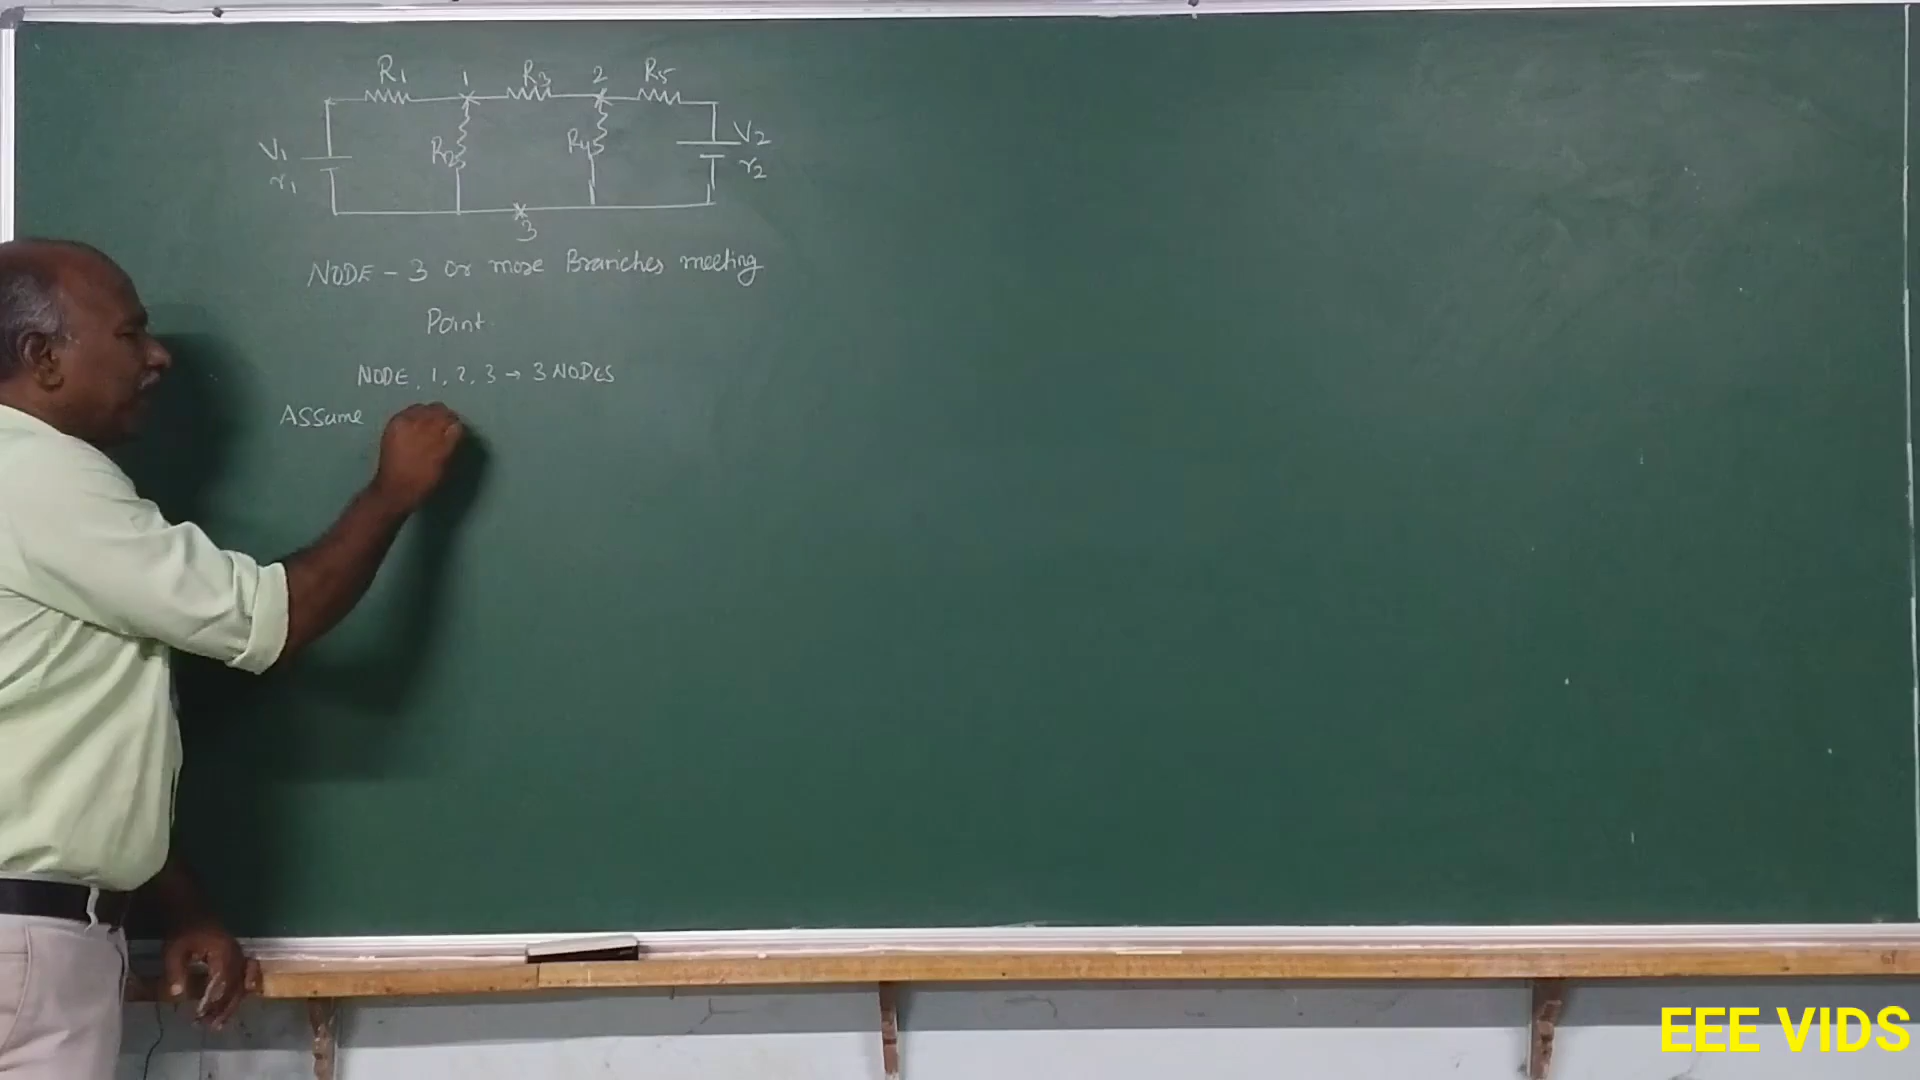 R1 1 R3 2 R5
V1 R2 R4 V2
r1 r2
3
NODE - 3 or more Branches meeting
Point.
NODE, 1, 2, 3 → 3 NODES
Assume
EEE VIDS